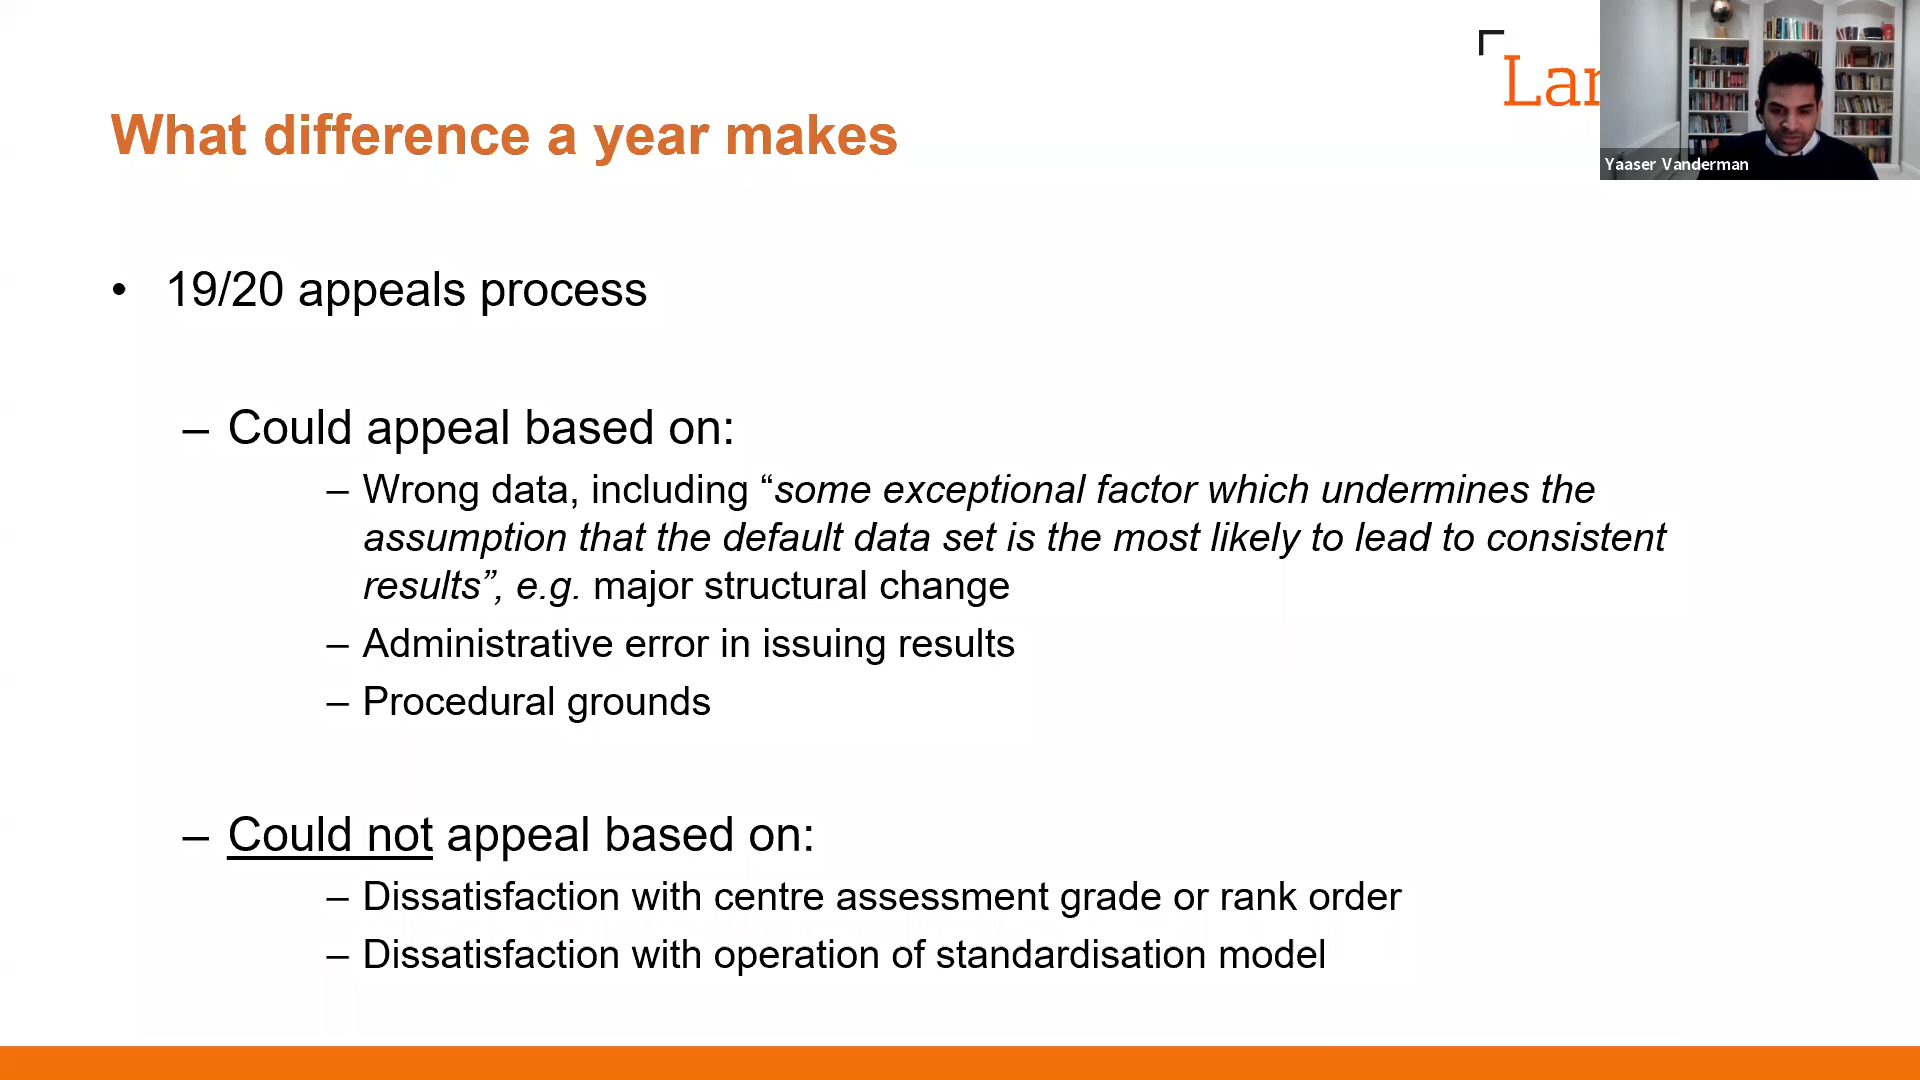 Lan
Yaaser Vanderman
What difference a year makes
• 19/20 appeals process
– Could appeal based on:
– Wrong data, including “some exceptional factor which undermines the
assumption that the default data set is the most likely to lead to consistent
results”, e.g. major structural change
– Administrative error in issuing results
– Procedural grounds
– Could not appeal based on:
– Dissatisfaction with centre assessment grade or rank order
– Dissatisfaction with operation of standardisation model